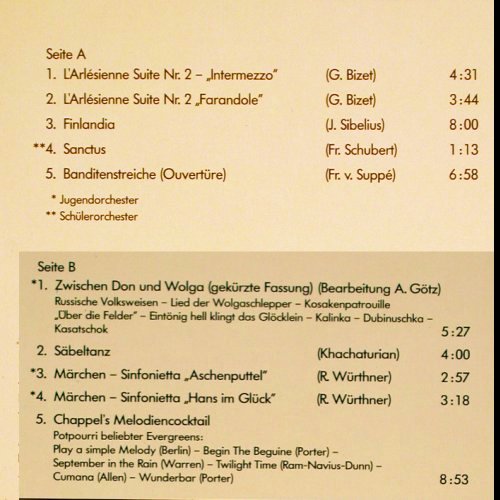 Seite A
1. L'Arlésienne Suite Nr. 2 – „Intermezzo" (G. Bizet) 4:31
2. L'Arlésienne Suite Nr. 2 „Farandole" (G. Bizet) 3:44
3. Finlandia (J. Sibelius) 8:00
**4. Sanctus (Fr. Schubert) 1:13
5. Banditenstreiche (Ouvertüre) (Fr. v. Suppé) 6:58
* Jugendorchester
** Schülerorchester
Seite B
*1. Zwischen Don und Wolga (gekürzte Fassung) (Bearbeitung A. Götz)
Russische Volksweisen – Lied der Wolgaschlepper – Kosakenpatrouille
„Über die Felder" – Eintönig hell klingt das Glöcklein – Kalinka – Dubinuschka –
Kasatschok 5:27
2. Säbeltanz (Khachaturian) 4:00
*3. Märchen – Sinfonietta „Aschenputtel" (R. Würthner) 2:57
*4. Märchen – Sinfonietta „Hans im Glück" (R. Würthner) 3:18
5. Chappel's Melodiencocktail
Potpourri beliebter Evergreens:
Play a simple Melody (Berlin) – Begin The Beguine (Porter) –
September in the Rain (Warren) – Twilight Time (Ram-Navius-Dunn) –
Cumana (Allen) – Wunderbar (Porter) 8:53